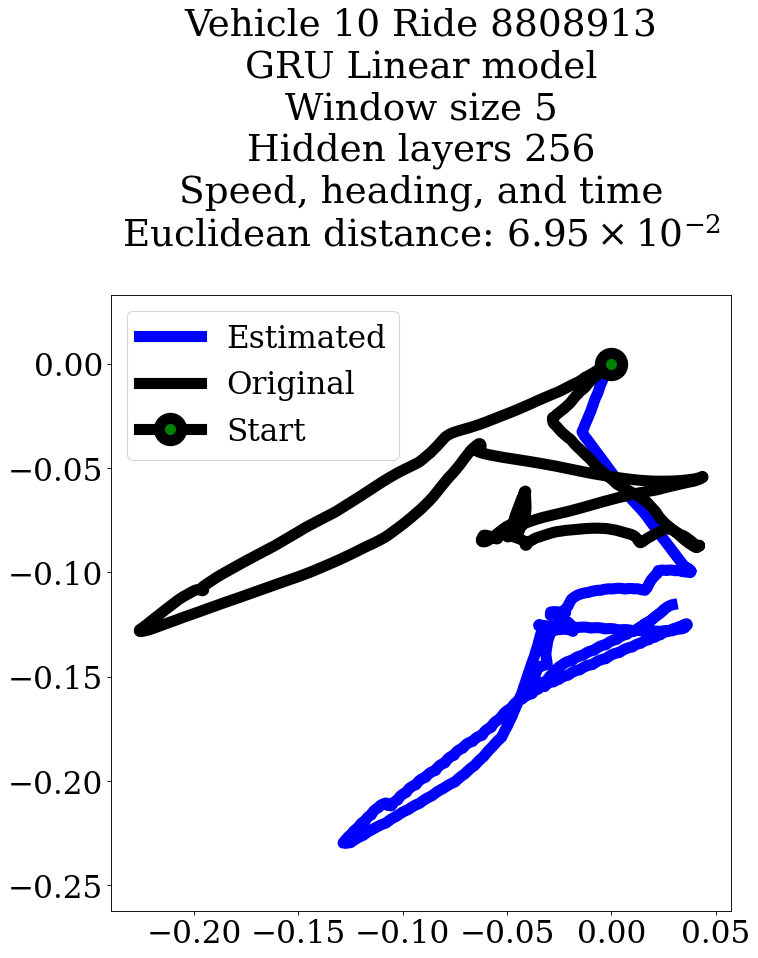 Vehicle 10 Ride 8808913
GRU Linear model
Window size 5
Hidden layers 256
Speed, heading, and time
Euclidean distance: 6.95 × 10⁻²
Estimated
Original
Start
0.00
−0.05
−0.10
−0.15
−0.20
−0.25
−0.20 −0.15 −0.10 −0.05 0.00 0.05